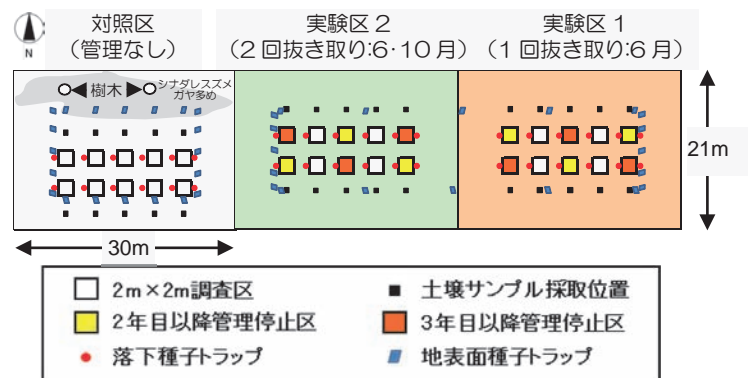 N
対照区
（管理なし）
実験区２
（２回抜き取り:６･１０月）
実験区１
（１回抜き取り:６月）
樹木
シナダレスズメ
ガヤ多め
21m
30m
2m×2m調査区
土壌サンプル採取位置
2年目以降管理停止区
3年目以降管理停止区
落下種子トラップ
地表面種子トラップ